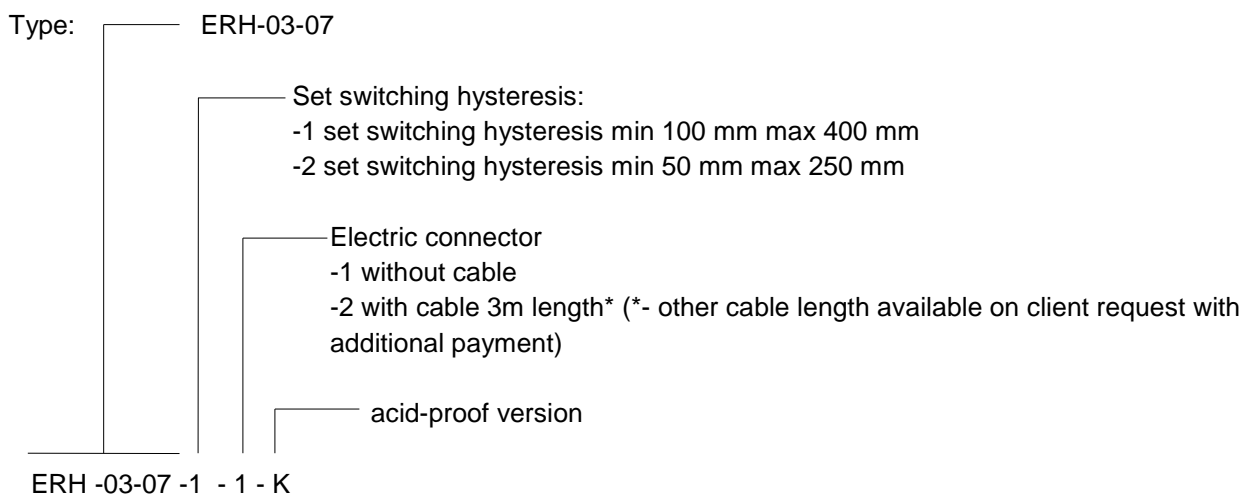 Type: ERH-03-07
Set switching hysteresis:
-1 set switching hysteresis min 100 mm max 400 mm
-2 set switching hysteresis min 50 mm max 250 mm
Electric connector
-1 without cable
-2 with cable 3m length* (*- other cable length available on client request with
additional payment)
acid-proof version
ERH -03-07 -1 - 1 - K